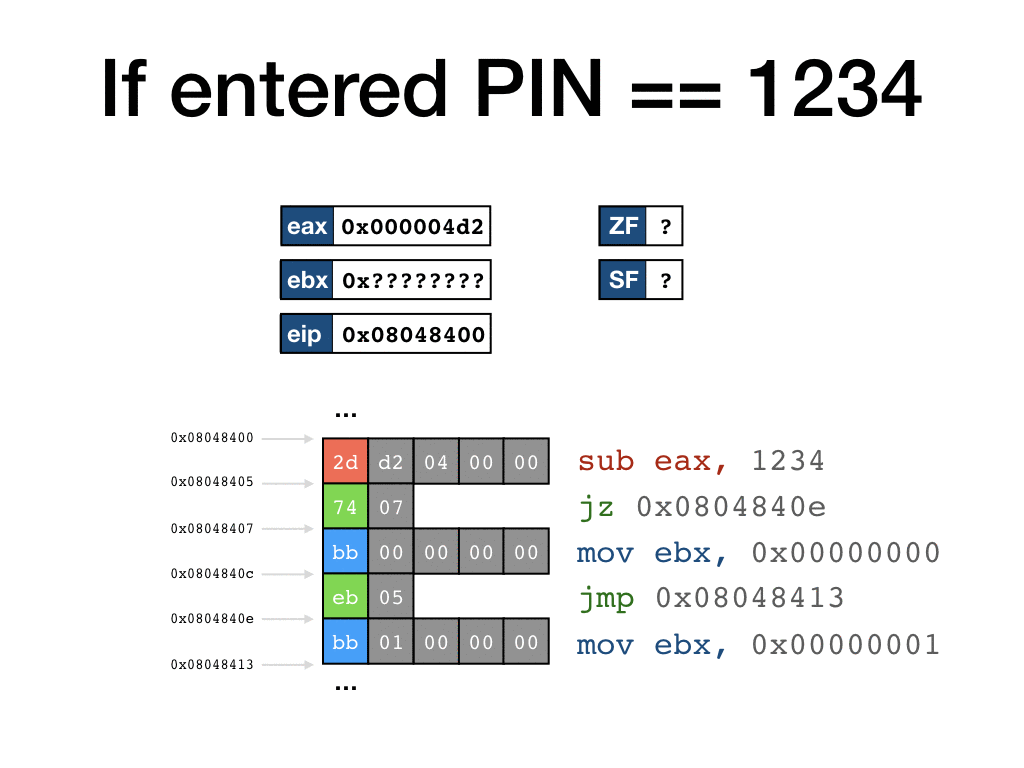 If entered PIN == 1234
eax 0x000004d2 ZF ?
ebx 0x???????? SF ?
eip 0x08048400
...
0x08048400
2d d2 04 00 00 sub eax, 1234
0x08048405
74 07 jz 0x0804840e
0x08048407
bb 00 00 00 00 mov ebx, 0x00000000
0x0804840c
eb 05 jmp 0x08048413
0x0804840e
bb 01 00 00 00 mov ebx, 0x00000001
0x08048413
...